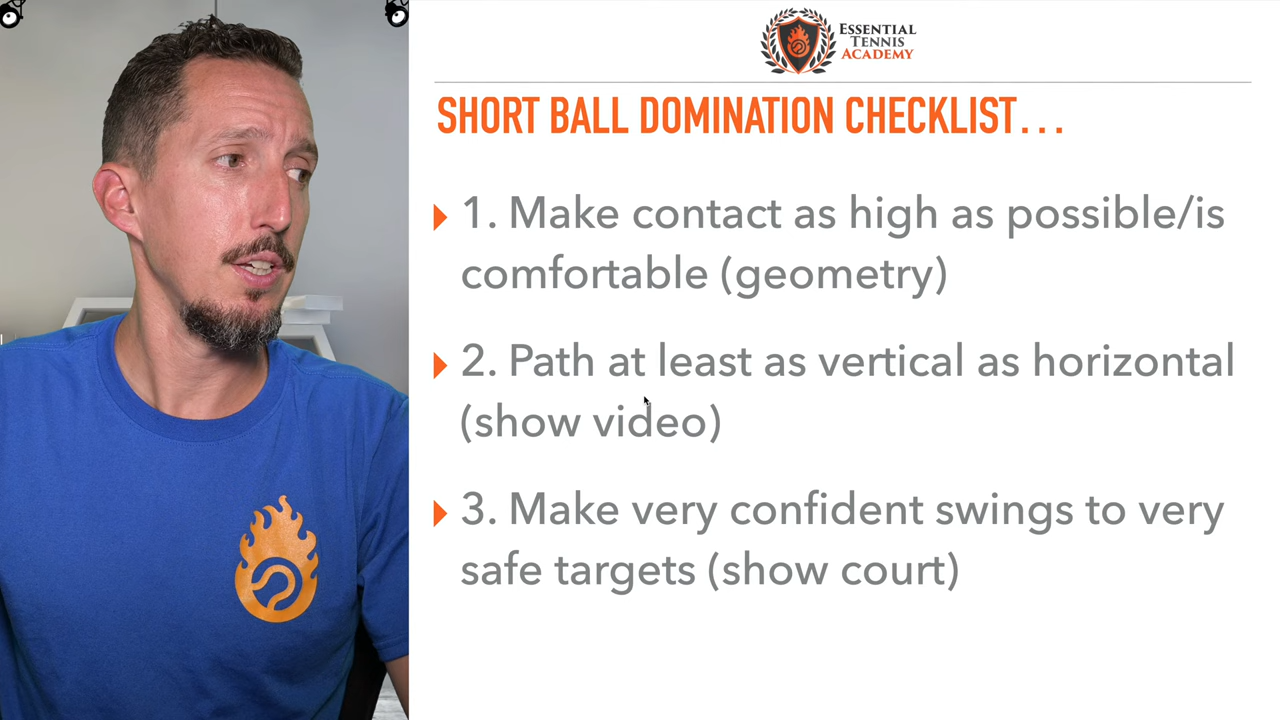 ESSENTIAL
TENNIS
ACADEMY
SHORT BALL DOMINATION CHECKLIST...
1. Make contact as high as possible/is
comfortable (geometry)
2. Path at least as vertical as horizontal
(show video)
3. Make very confident swings to very
safe targets (show court)